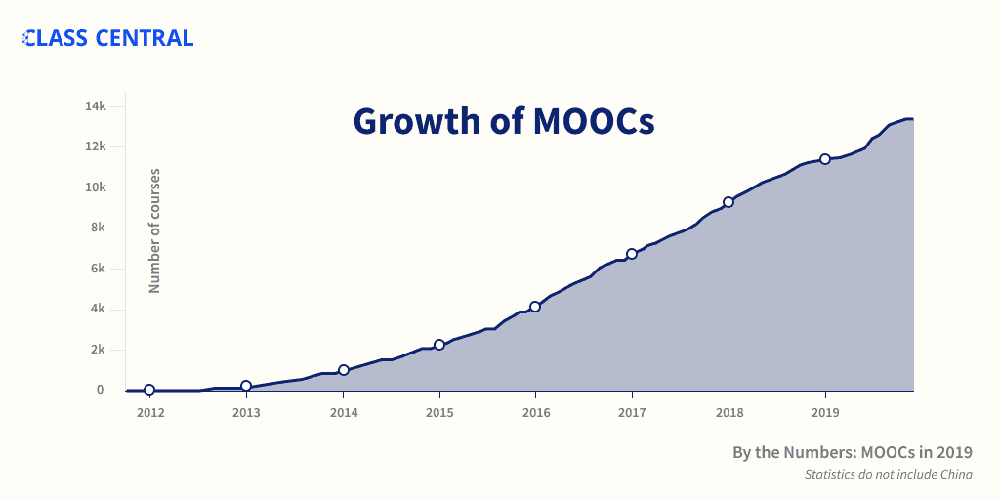 CLASS CENTRAL
Growth of MOOCs
Number of courses
14k
12k
10k
8k
6k
4k
2k
0
2012 2013 2014 2015 2016 2017 2018 2019
By the Numbers: MOOCs in 2019
Statistics do not include China